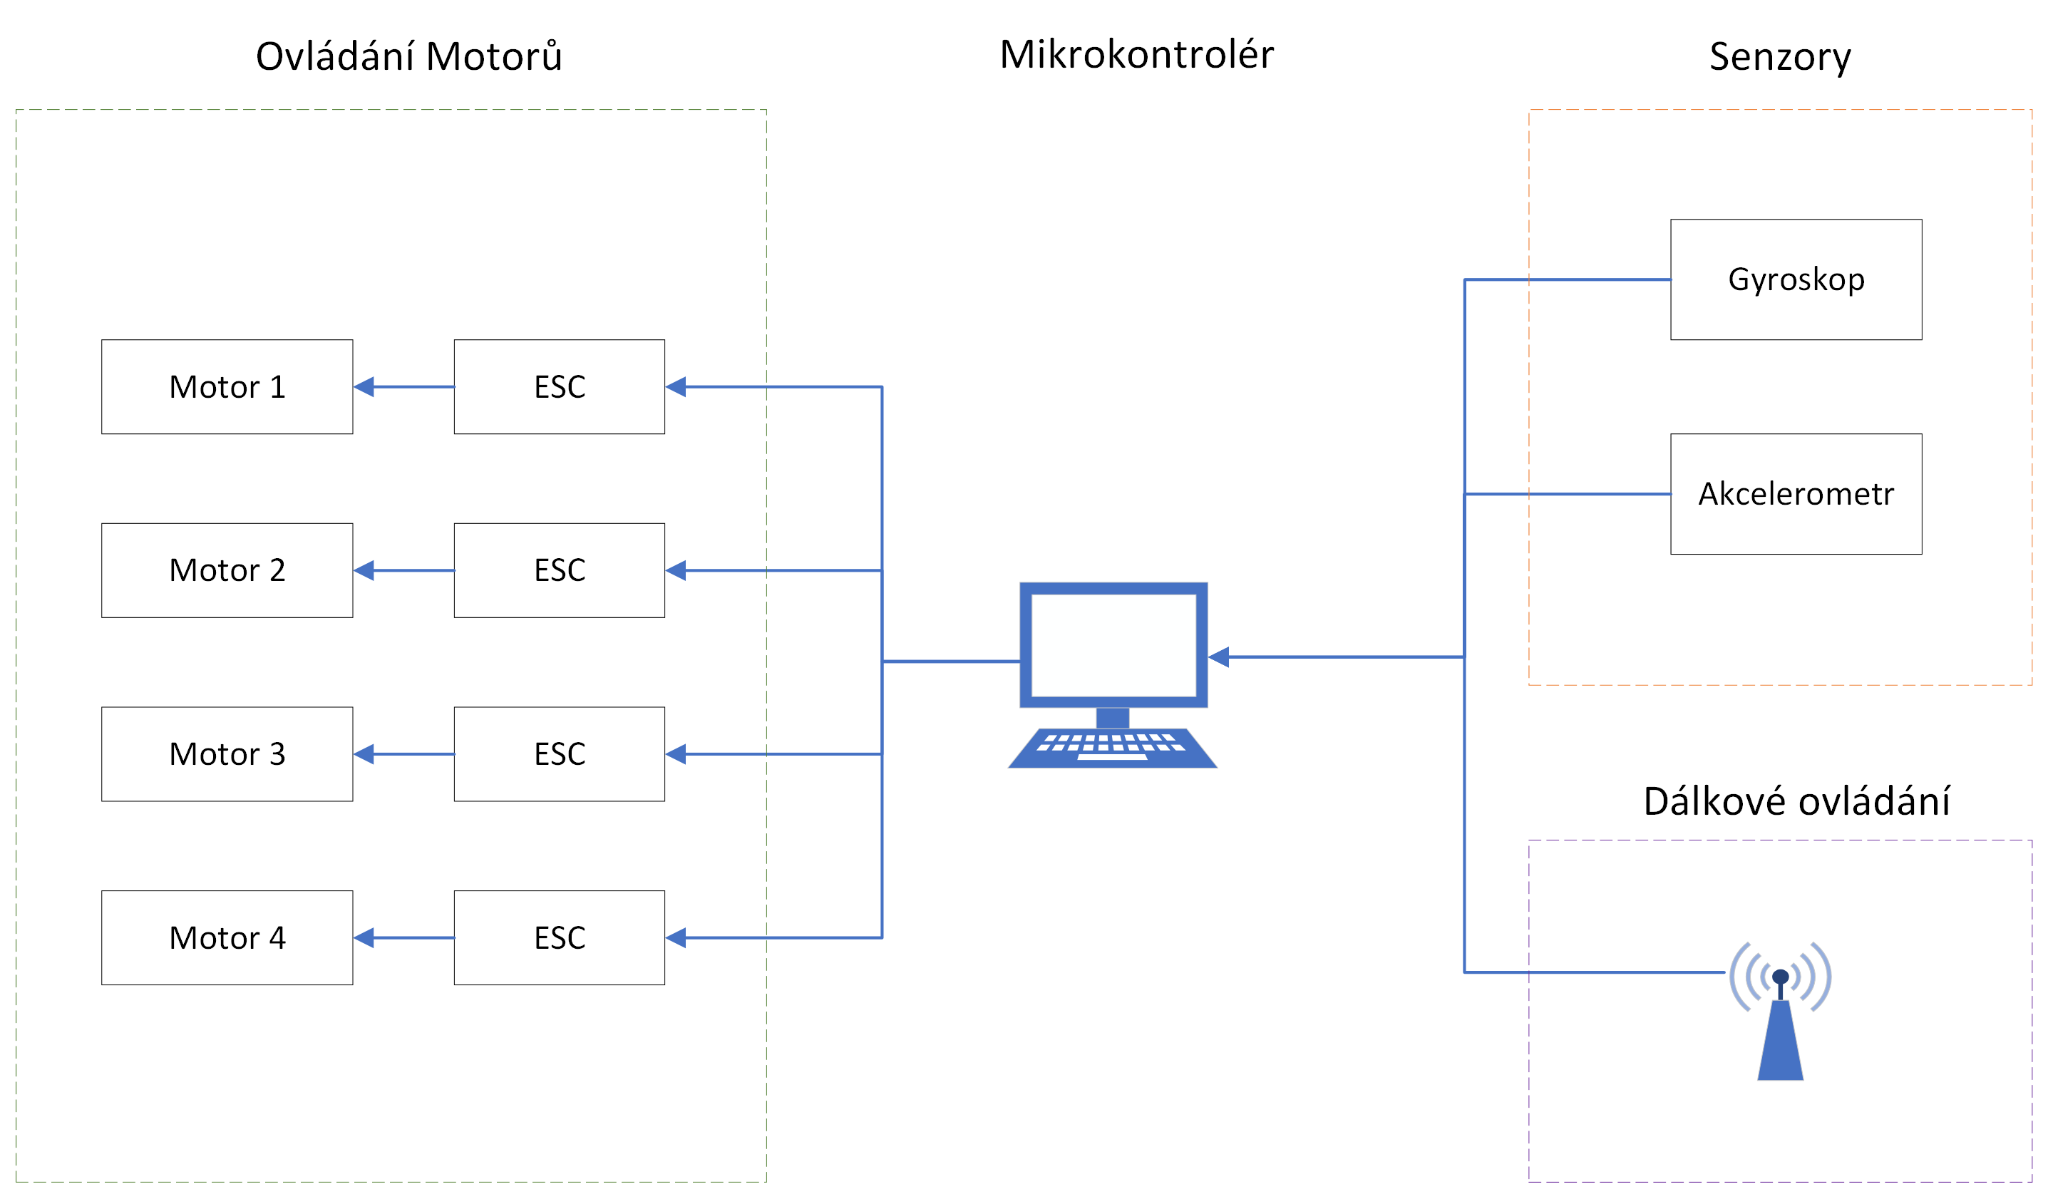 Ovládání Motorů
Mikrokontrolér
Senzory
Gyroskop
Motor 1
ESC
Akcelerometr
Motor 2
ESC
Motor 3
ESC
Dálkové ovládání
Motor 4
ESC